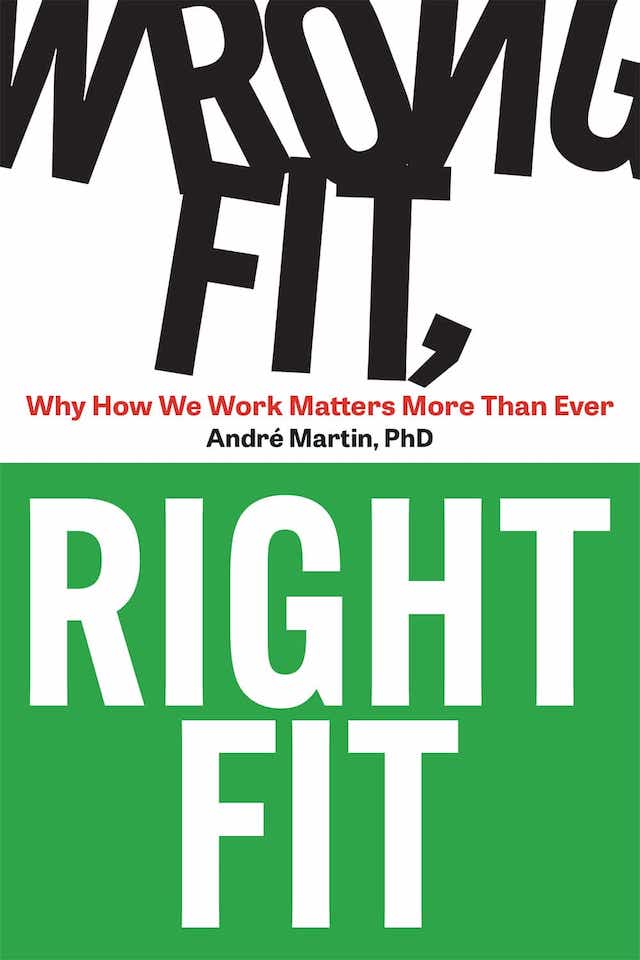 WRONG
FIT,
Why How We Work Matters More Than Ever
André Martin, PhD
RIGHT
FIT